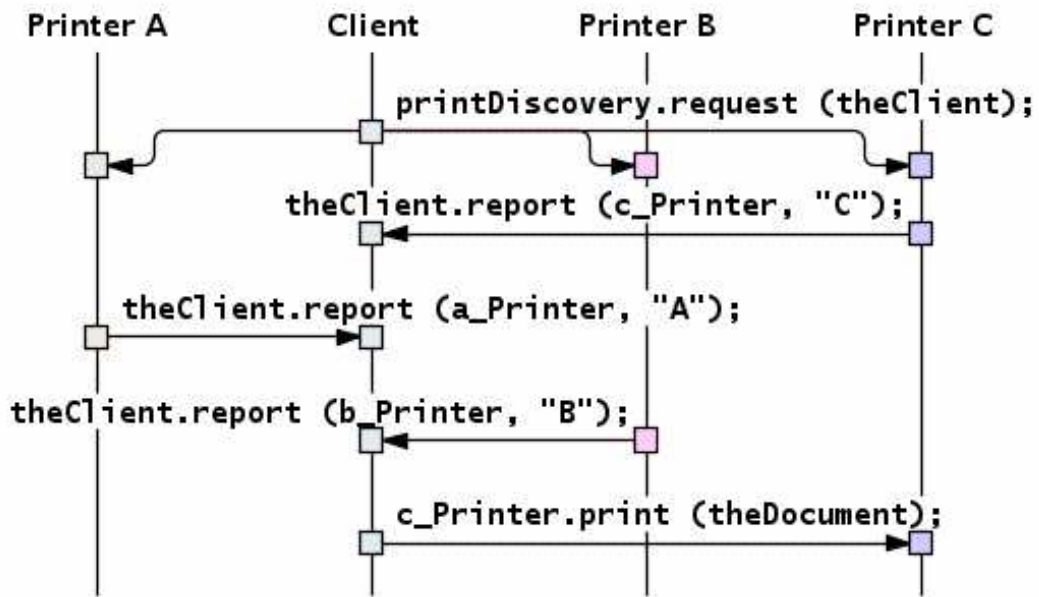 Printer A Client Printer B Printer C
printDiscovery.request (theClient);
theClient.report (c_Printer, "C");
theClient.report (a_Printer, "A");
theClient.report (b_Printer, "B");
c_Printer.print (theDocument);